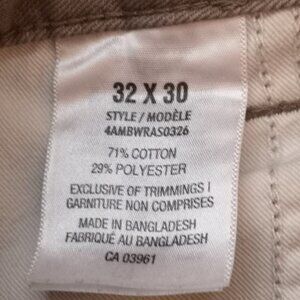 32 X 30
STYLE / MODÈLE
4AMBWRAS0326
71% COTTON
29% POLYESTER
EXCLUSIVE OF TRIMMINGS /
GARNITURE NON COMPRISES
MADE IN BANGLADESH
FABRIQUÉ AU BANGLADESH
CA 03961